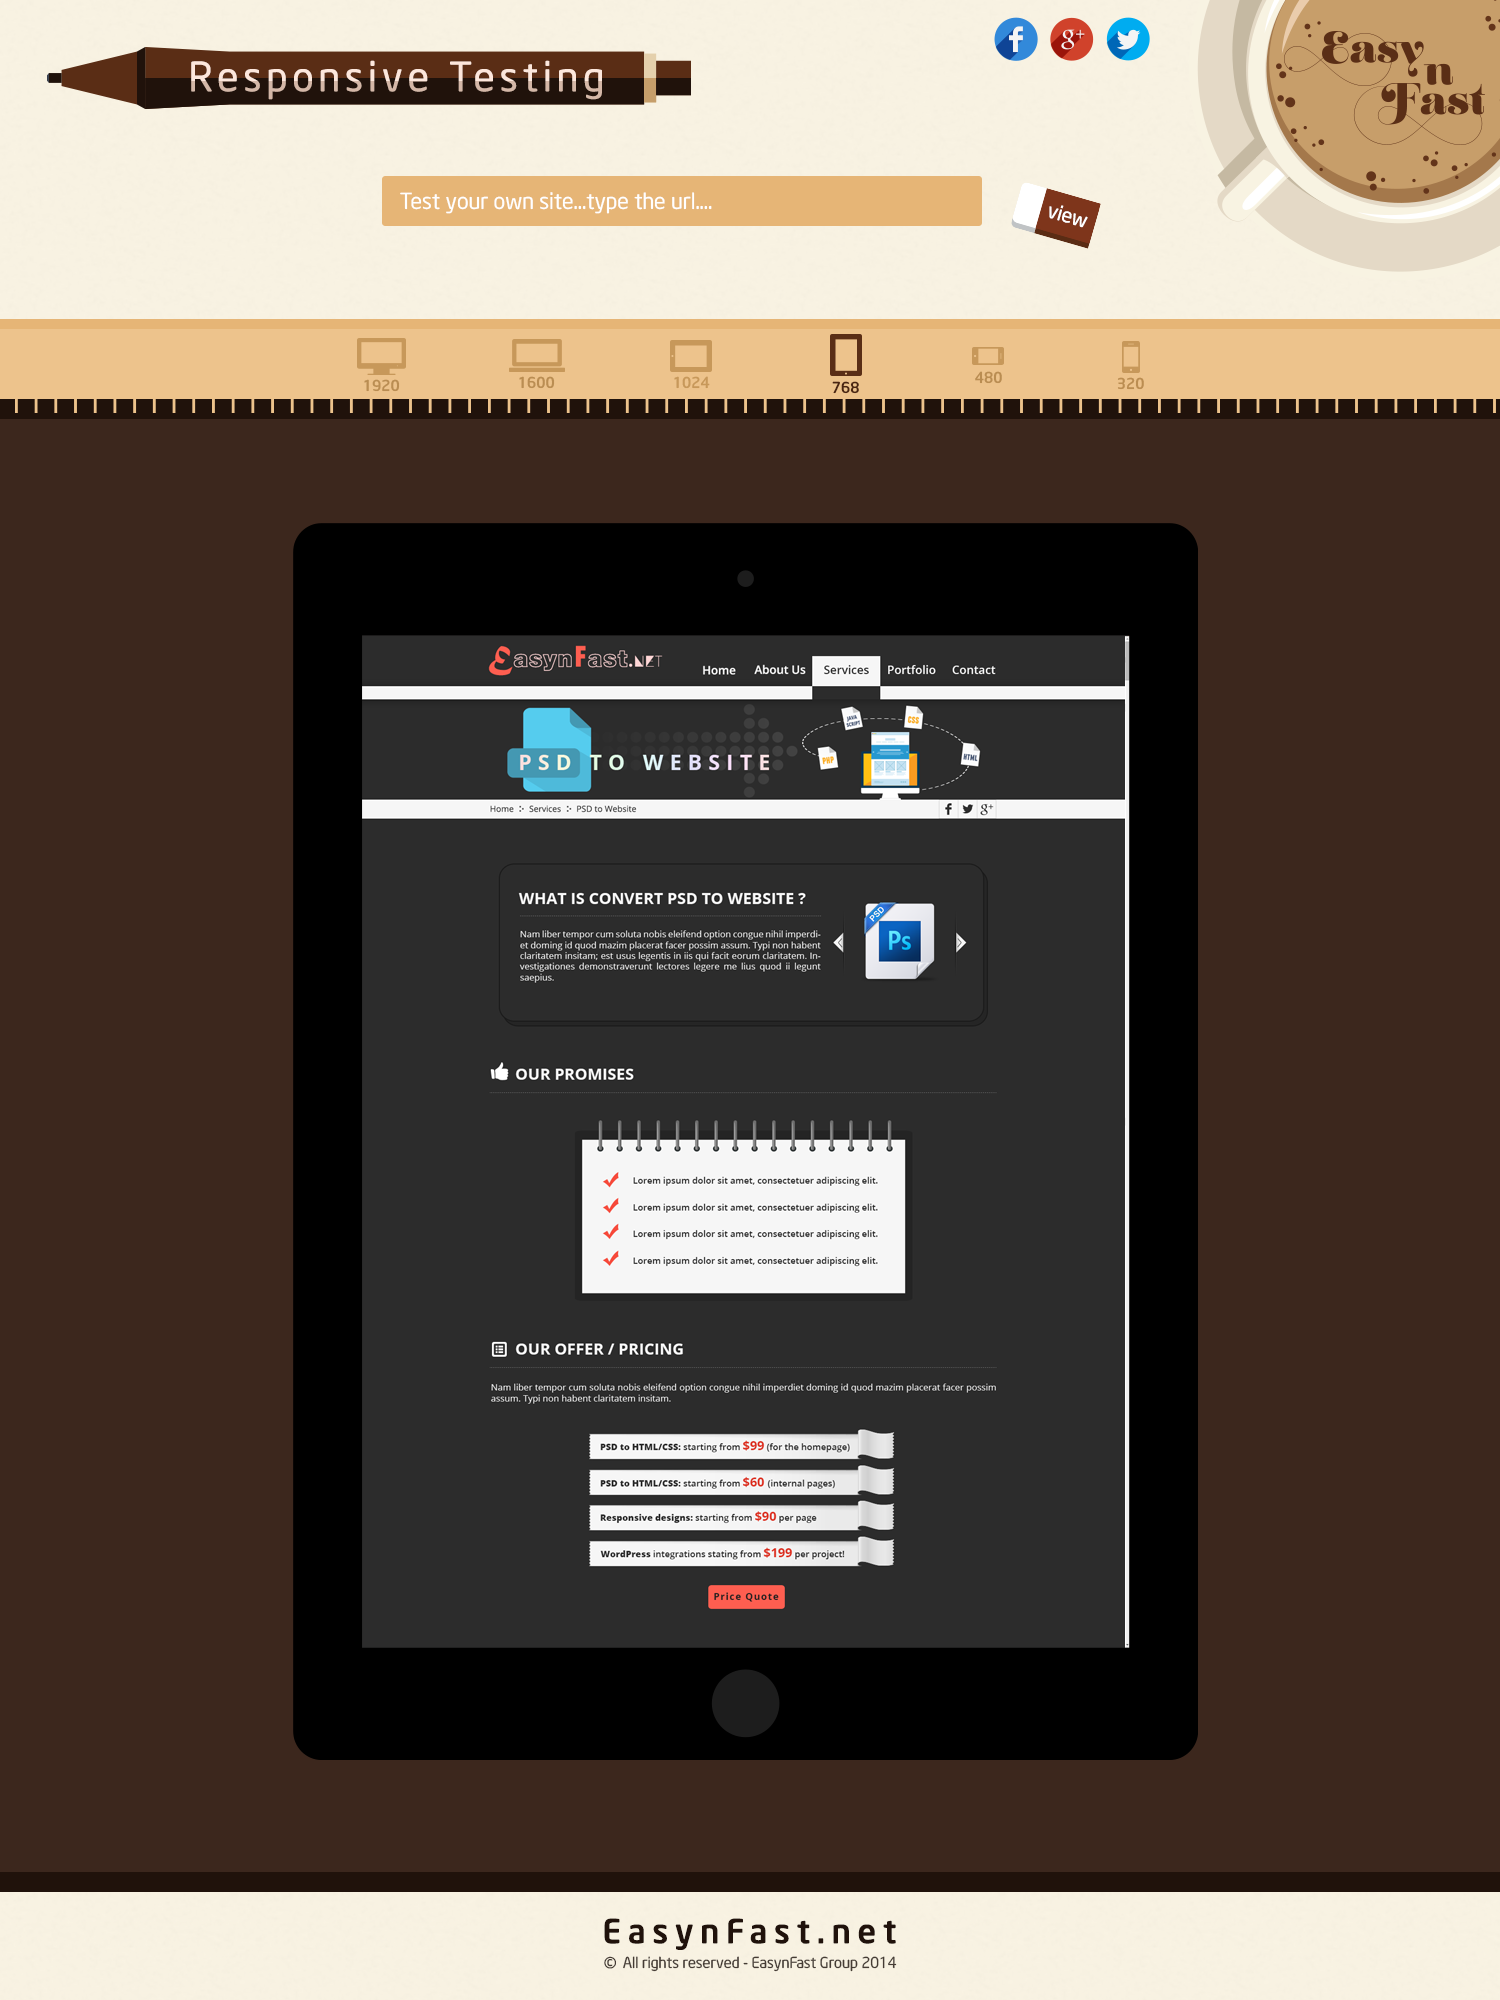 Responsive Testing
Easy
n
Fast
Test your own site...type the url....
view
1920
1600
1024
768
480
320
EasynFast.NET
Home
About Us
Services
Portfolio
Contact
PSD TO WEBSITE
JAVA
SCRIPT
CSS
PHP
HTML
Home :· Services :· PSD to Website
WHAT IS CONVERT PSD TO WEBSITE ?
Nam liber tempor cum soluta nobis eleifend option congue nihil imperdi-
et doming id quod mazim placerat facer possim assum. Typi non habent
claritatem insitam; est usus legentis in iis qui facit eorum claritatem. In-
vestigationes demonstraverunt lectores legere me lius quod ii legunt
saepius.
PSD
Ps
OUR PROMISES
Lorem ipsum dolor sit amet, consectetuer adipiscing elit.
Lorem ipsum dolor sit amet, consectetuer adipiscing elit.
Lorem ipsum dolor sit amet, consectetuer adipiscing elit.
Lorem ipsum dolor sit amet, consectetuer adipiscing elit.
OUR OFFER / PRICING
Nam liber tempor cum soluta nobis eleifend option congue nihil imperdiet doming id quod mazim placerat facer possim
assum. Typi non habent claritatem insitam.
PSD to HTML/CSS: starting from $99 (for the homepage)
PSD to HTML/CSS: starting from $60 (internal pages)
Responsive designs: starting from $90 per page
WordPress integrations stating from $199 per project!
Price Quote
EasynFast.net
© All rights reserved - EasynFast Group 2014